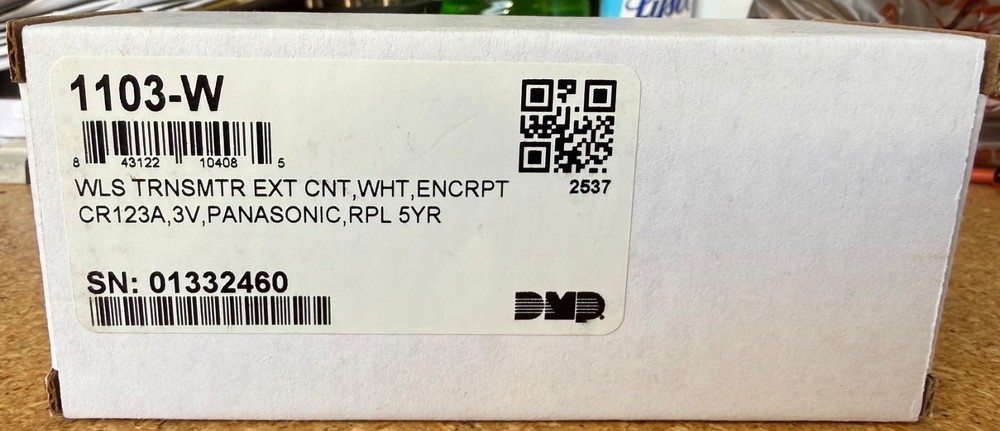 Lysol
1103-W
8 43122 10408 5
WLS TRNSMTR EXT CNT,WHT,ENCRPT
CR123A,3V,PANASONIC,RPL 5YR
2537
SN: 01332460
DMP